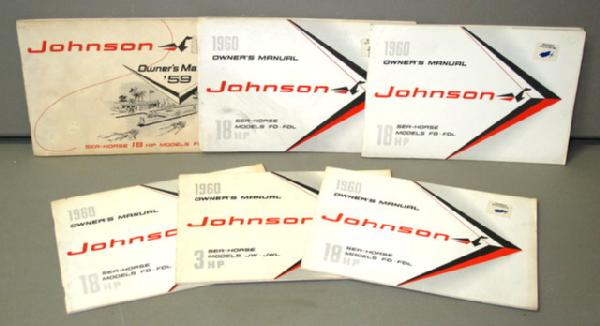 Johnson
Owner's Ma
'59
SEA-HORSE 18 HP MODELS F
1960
OWNER'S MANUAL
Johnson
18 HP
SEA-HORSE
MODELS FD-FDL
1960
OWNER'S MANUAL
Johnson
18 HP
SEA-HORSE
MODELS FD-FDL
1960
OWNER'S MANUAL
Johnson
18 HP
SEA-HORSE
MODELS FD-FDL
1960
OWNER'S MANUAL
Johnson
3 HP
SEA-HORSE
MODELS JW-JWL
1960
OWNER'S MANUAL
Johnson
18 HP
SEA-HORSE
MODELS FD-FDL